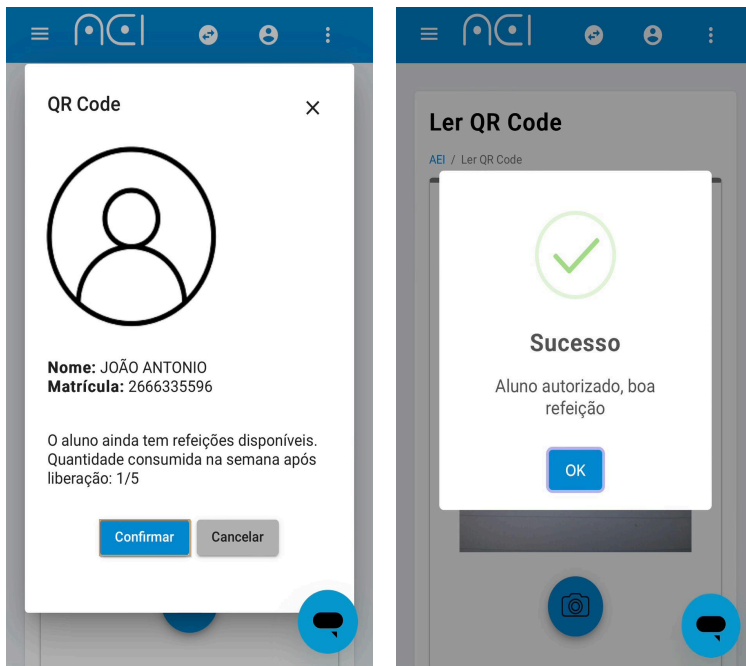 AEI
QR Code
Nome: JOÃO ANTONIO
Matrícula: 2666335596
O aluno ainda tem refeições disponíveis.
Quantidade consumida na semana após
liberação: 1/5
Confirmar
Cancelar
AEI
Ler QR Code
AEI / Ler QR Code
Sucesso
Aluno autorizado, boa
refeição
OK